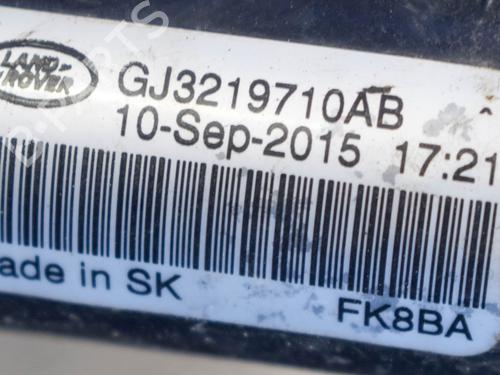 LAND-
ROVER
GJ3219710AB
10-Sep-2015 17:21
ade in SK
FK8BA